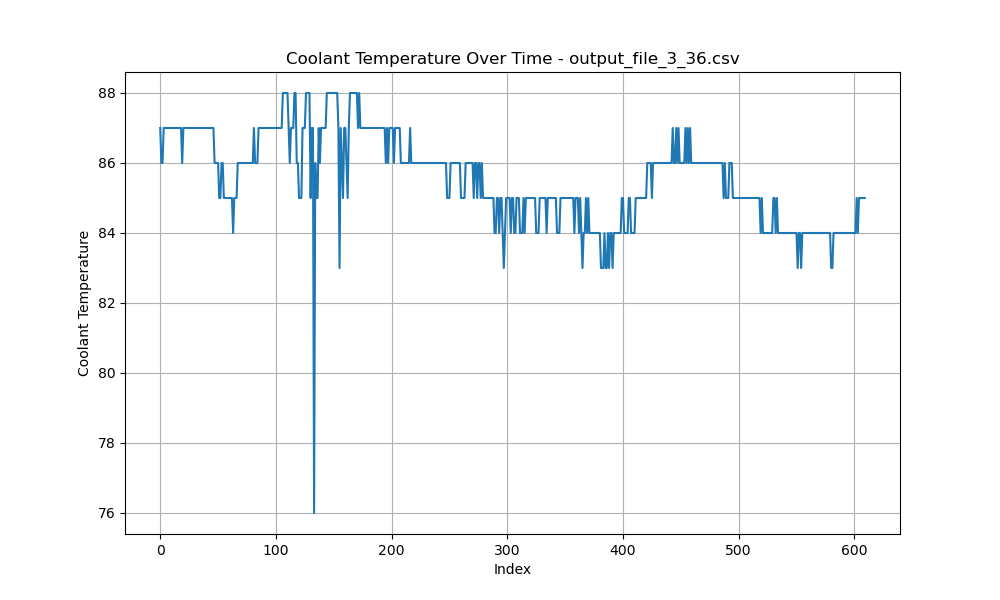 Coolant Temperature Over Time - output_file_3_36.csv
Coolant Temperature
88
86
84
82
80
78
76
0 100 200 300 400 500 600
Index